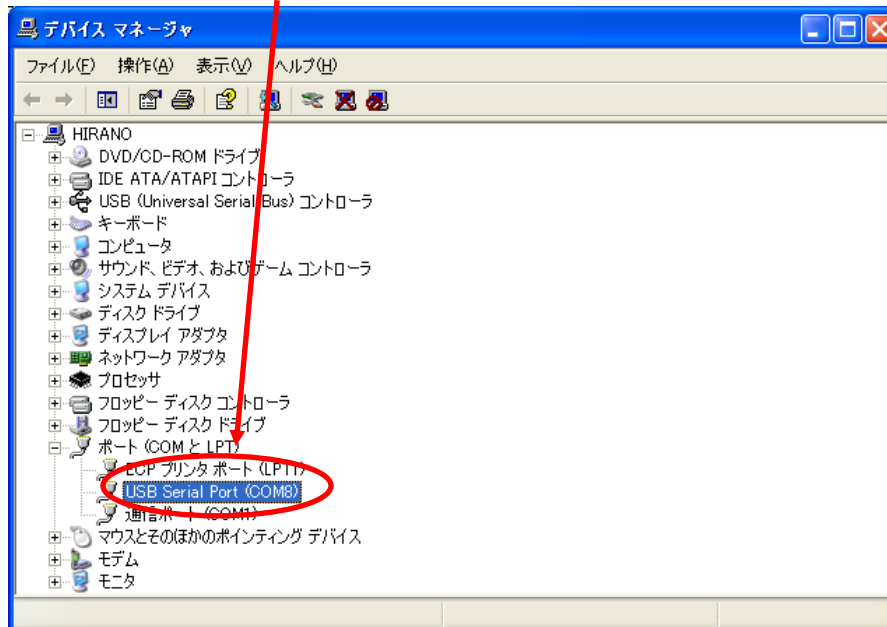 デバイス マネージャ
ファイル(F) 操作(A) 表示(V) ヘルプ(H)
HIRANO
DVD/CD-ROM ドライブ
IDE ATA/ATAPI コントローラ
USB (Universal Serial Bus) コントローラ
キーボード
コンピュータ
サウンド、ビデオ、およびゲーム コントローラ
システム デバイス
ディスク ドライブ
ディスプレイ アダプタ
ネットワーク アダプタ
プロセッサ
フロッピー ディスク コントローラ
フロッピー ディスク ドライブ
ポート (COM と LPT)
ECP プリンタ ポート (LPT1)
USB Serial Port (COM8)
通信ポート (COM1)
マウスとそのほかのポインティング デバイス
モデム
モニタ